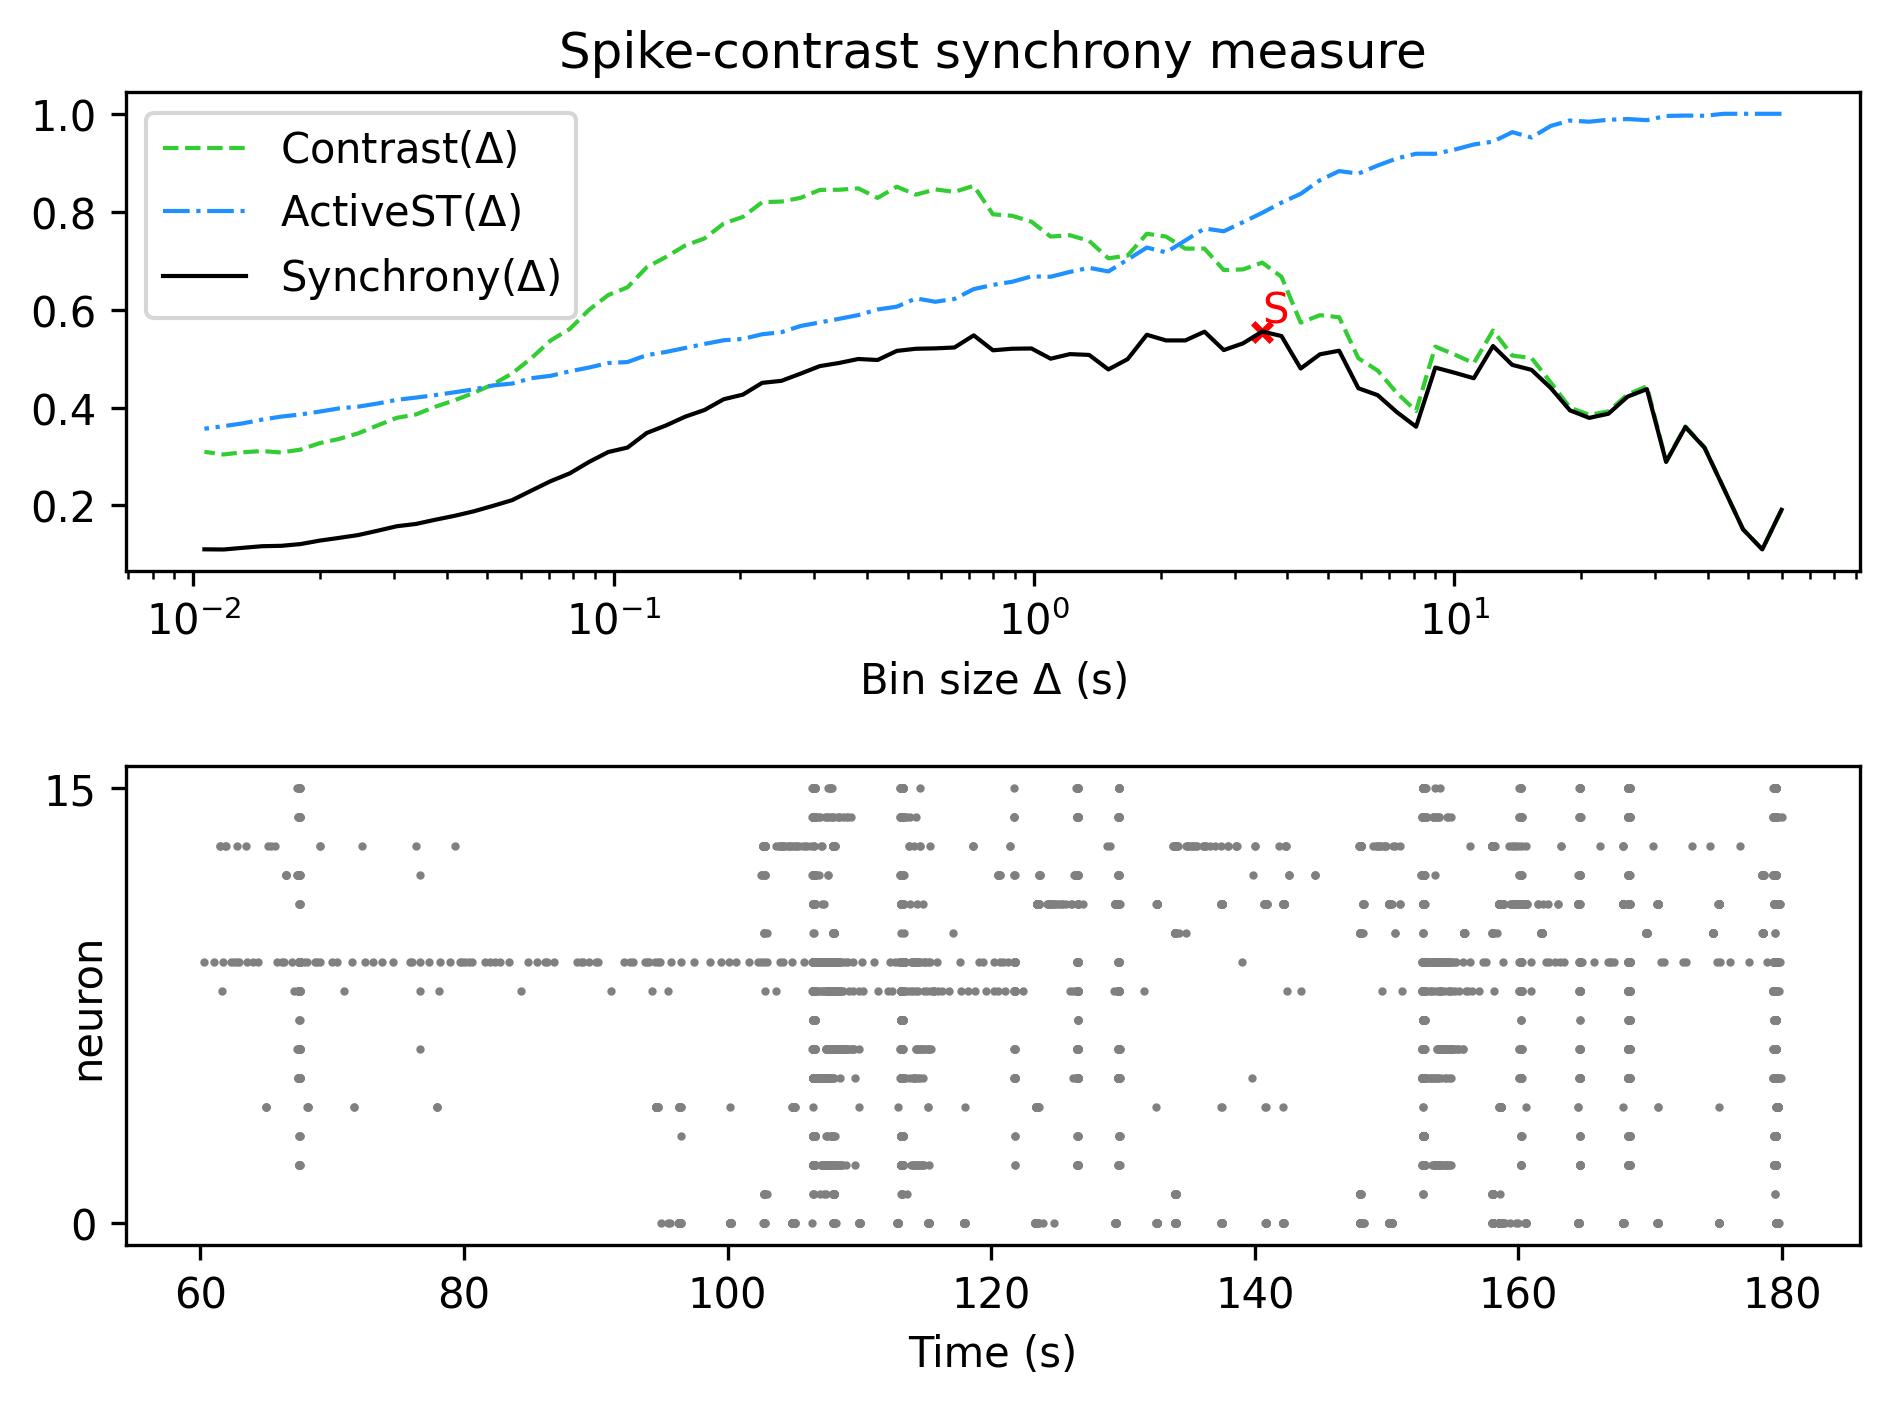 Spike-contrast synchrony measure
1.0
0.8
0.6
0.4
0.2
Contrast(Δ)
ActiveST(Δ)
Synchrony(Δ)
S
10⁻² 10⁻¹ 10⁰ 10¹
Bin size Δ (s)
15
0
neuron
60 80 100 120 140 160 180
Time (s)